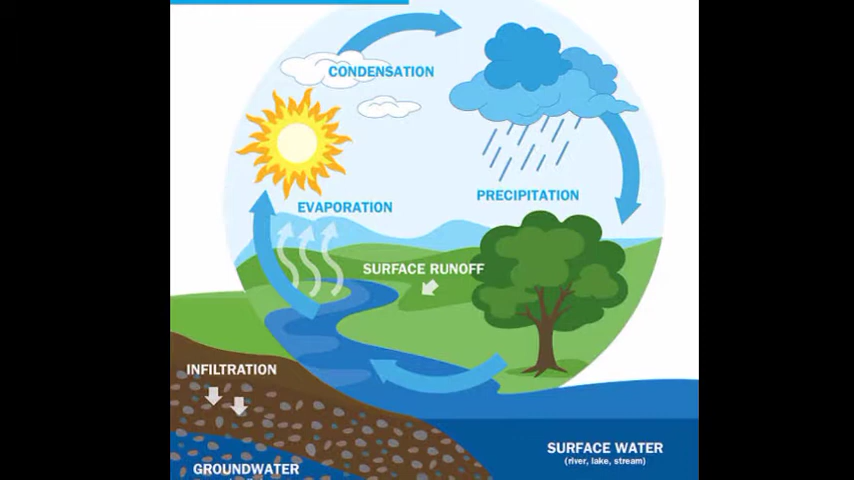 CONDENSATION
PRECIPITATION
EVAPORATION
SURFACE RUNOFF
INFILTRATION
SURFACE WATER
(river, lake, stream)
GROUNDWATER